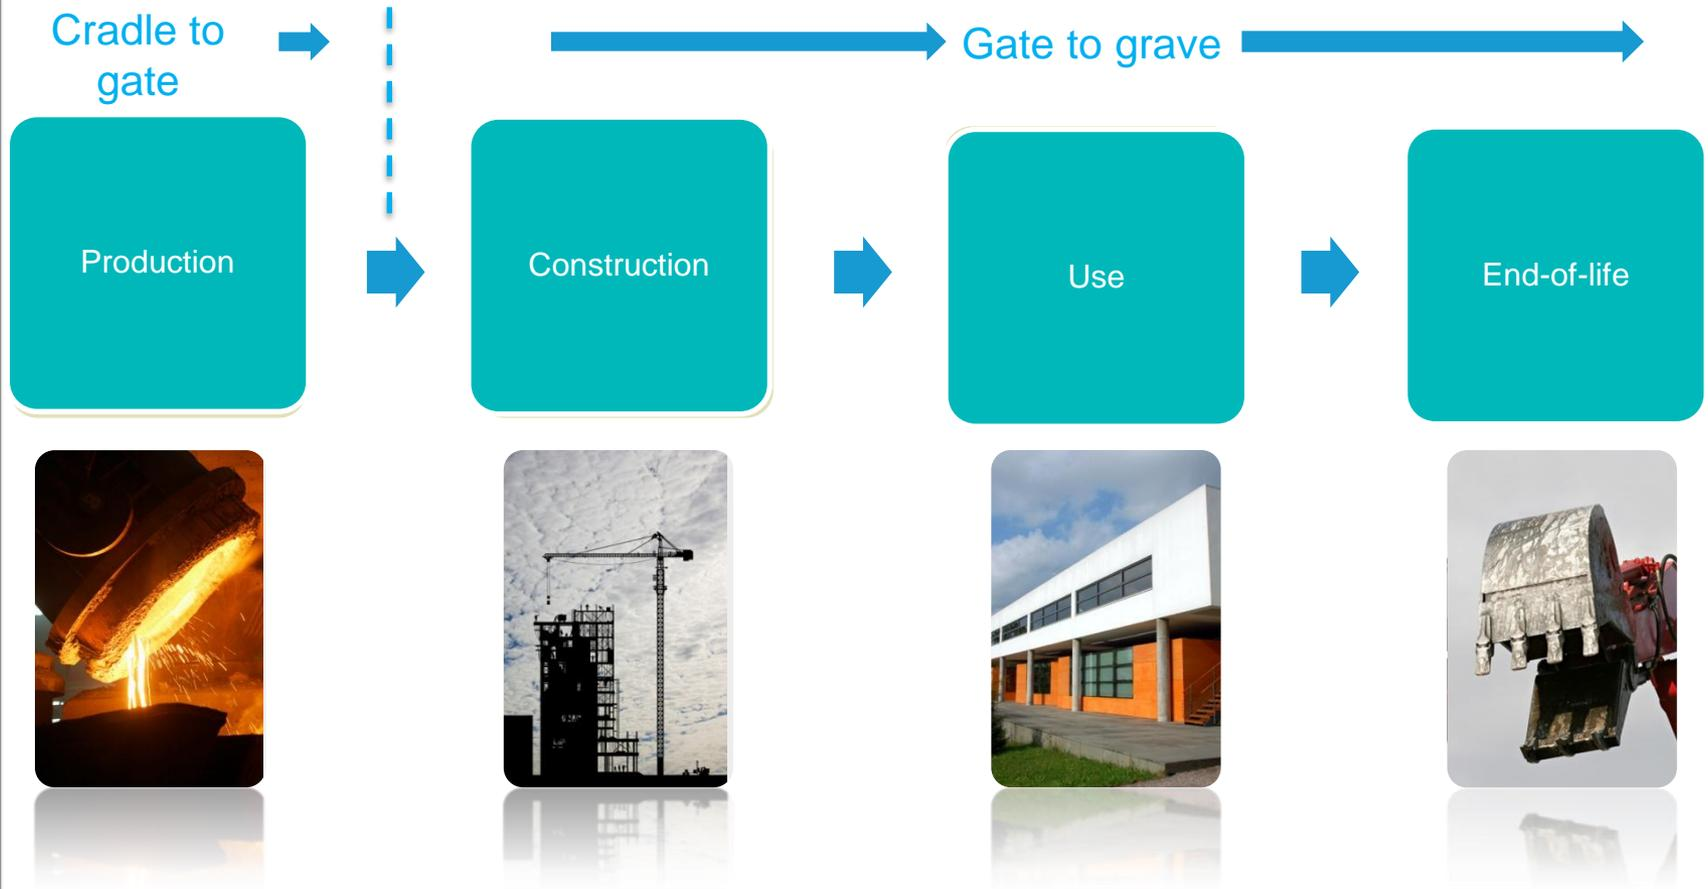 Cradle to
gate
Gate to grave
Production
Construction
Use
End-of-life